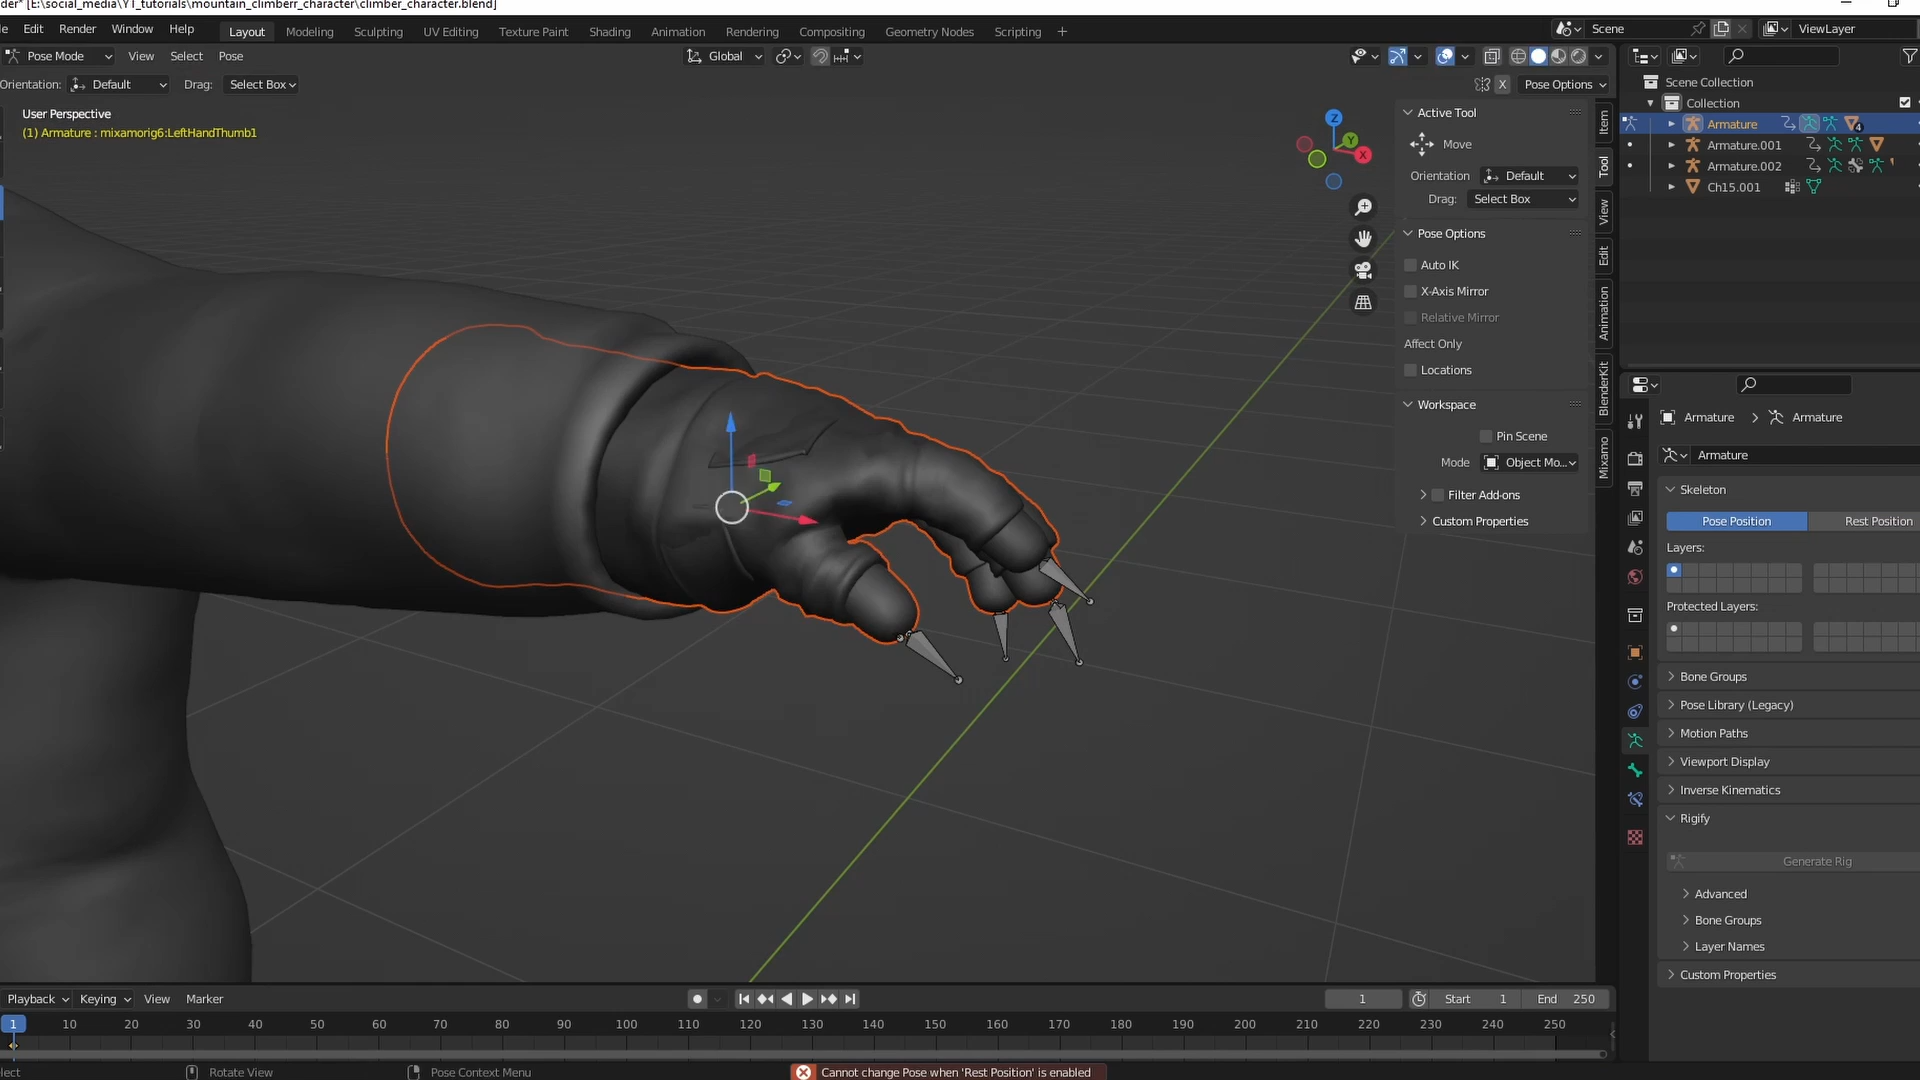 der* [E:\social_media\YT_tutorials\mountain_climberr_character\climber_character.blend]
Edit Render Window Help Layout Modeling Sculpting UV Editing Texture Paint Shading Animation Rendering Compositing Geometry Nodes Scripting + Scene ViewLayer
Pose Mode View Select Pose Global
Orientation: Default Drag: Select Box X Pose Options
User Perspective
(1) Armature : mixamorig6:LeftHandThumb1
Z
Y
X
Active Tool
Move
Orientation Default
Drag: Select Box
Pose Options
Auto IK
X-Axis Mirror
Relative Mirror
Affect Only
Locations
Workspace
Pin Scene
Mode Object Mo...
Filter Add-ons
Custom Properties
Item
Tool
View
Edit
Animation
BlenderKit
Mixamo
Scene Collection
Collection
Armature 4
Armature.001
Armature.002
Ch15.001
Armature > Armature
Armature
Skeleton
Pose Position Rest Position
Layers:
Protected Layers:
Bone Groups
Pose Library (Legacy)
Motion Paths
Viewport Display
Inverse Kinematics
Rigify
Generate Rig
Advanced
Bone Groups
Layer Names
Custom Properties
Playback Keying View Marker 1 Start 1 End 250
1 10 20 30 40 50 60 70 80 90 100 110 120 130 140 150 160 170 180 190 200 210 220 230 240 250
lect Rotate View Pose Context Menu Cannot change Pose when 'Rest Position' is enabled